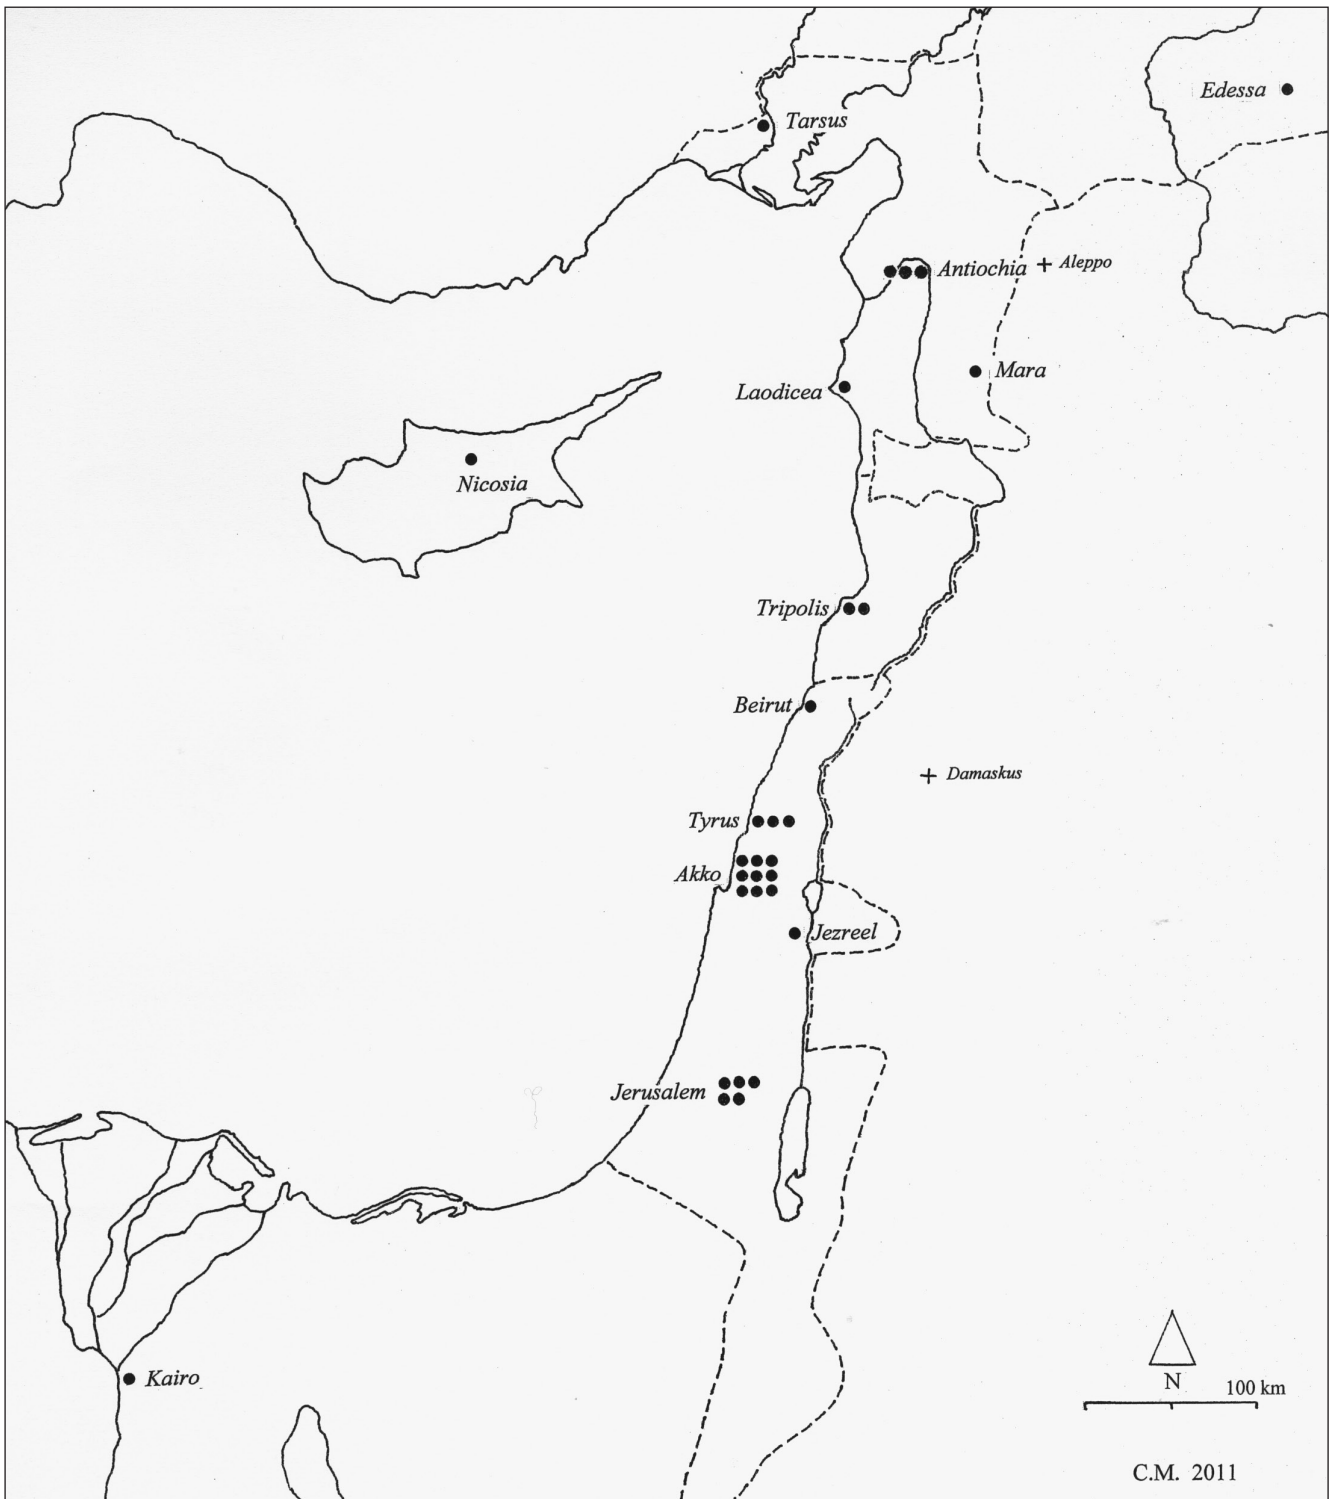 Edessa
Tarsus
Antiochia
Aleppo
Mara
Laodicea
Nicosia
Tripolis
Beirut
Damaskus
Tyrus
Akko
Jezreel
Jerusalem
Kairo
N
100 km
C.M. 2011